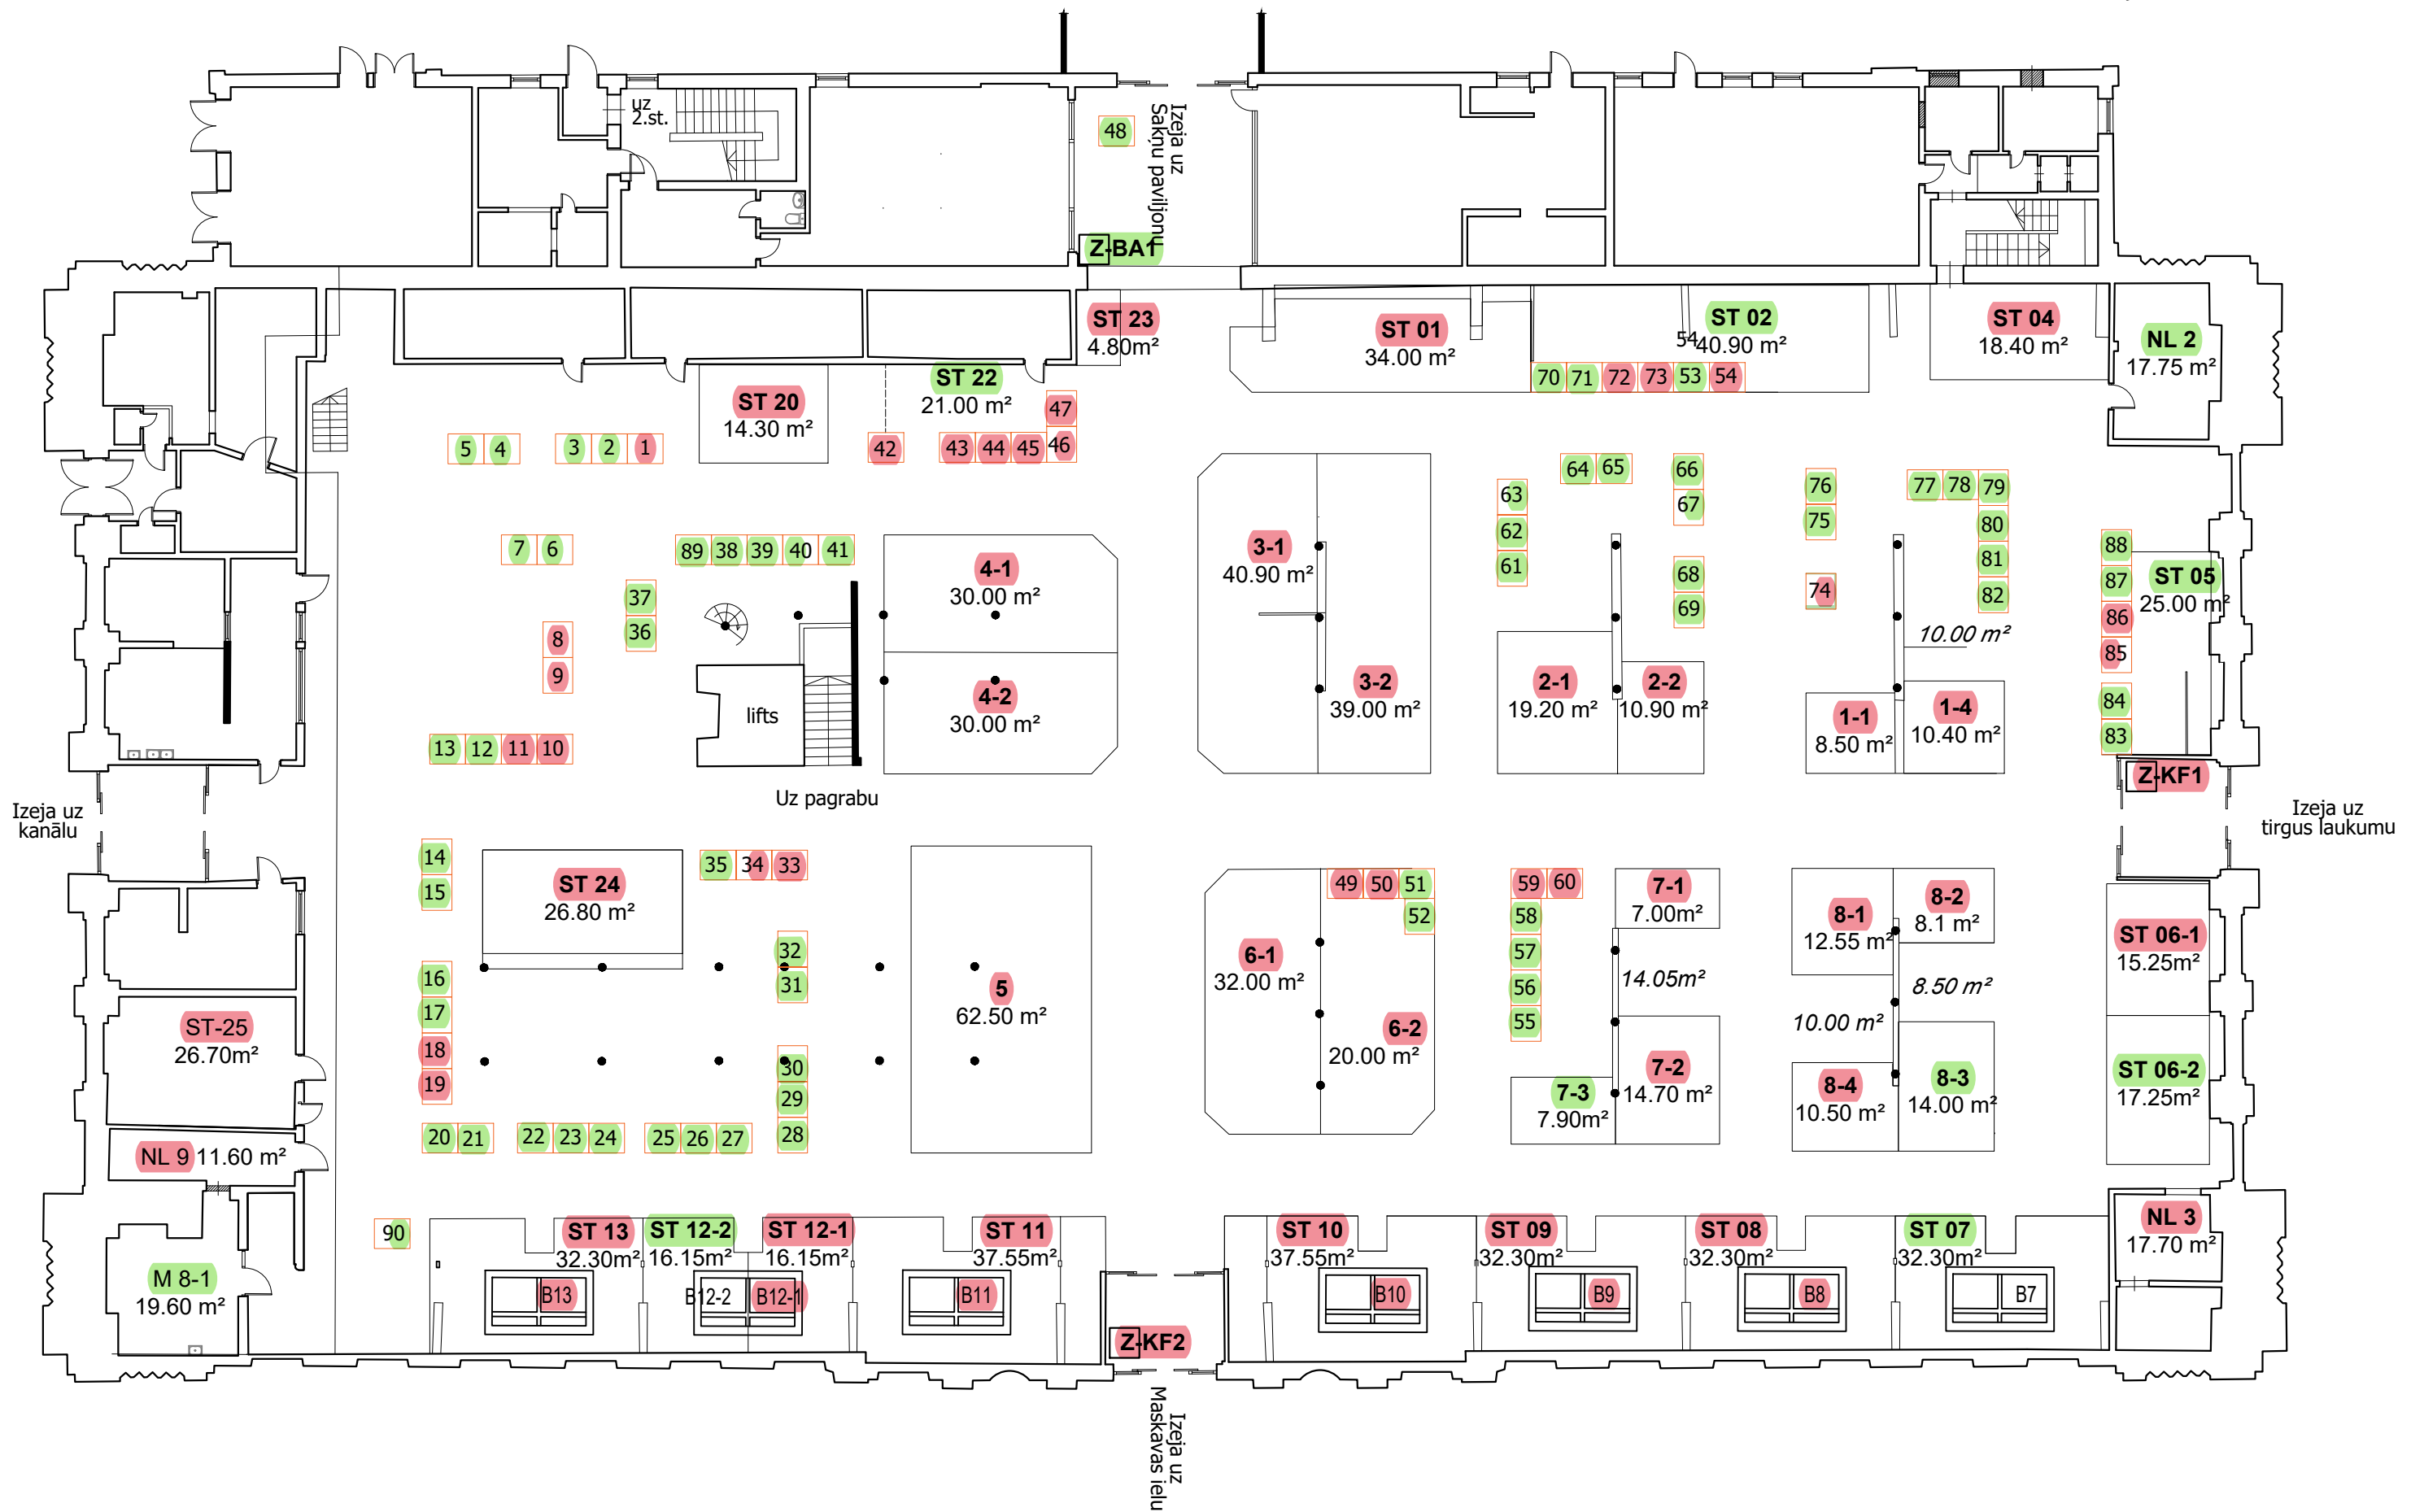 uz
2.st.
48
Izeja uz
Sakņu paviljonu
Z-BA1
ST 23
4.80m²
ST 01
34.00 m²
ST 02
54
40.90 m²
ST 04
18.40 m²
NL 2
17.75 m²
70 71 72 73 53 54
ST 22
21.00 m²
ST 20
14.30 m²
47
5 4 3 2 1
42 43 44 45 46
64 65 66
67
63
62
61
76
75
77 78 79
80
81
82
7 6
89 38 39 40 41
37
36
4-1
30.00 m²
3-1
40.90 m²
68
69
74
10.00 m²
88
87
86
85
84
83
ST 05
25.00 m²
8
9
lifts
4-2
30.00 m²
3-2
39.00 m²
2-1
19.20 m²
2-2
10.90 m²
1-1
8.50 m²
1-4
10.40 m²
13 12 11 10
Uz pagrabu
Z-KF1
Izeja uz
kanālu
Izeja uz
tirgus laukumu
14
15
ST 24
26.80 m²
35 34 33
32
31
5
62.50 m²
49 50 51
52
6-1
32.00 m²
6-2
20.00 m²
59 60
58
57
56
55
7-1
7.00m²
14.05m²
7-2
14.70 m²
7-3
7.90m²
8-1
12.55 m²
8-2
8.1 m²
8.50 m²
10.00 m²
8-4
10.50 m²
8-3
14.00 m²
ST 06-1
15.25m²
ST 06-2
17.25m²
16
17
18
19
ST-25
26.70m²
30
29
28
20 21 22 23 24 25 26 27
NL 9 11.60 m²
90
M 8-1
19.60 m²
ST 13
32.30m²
ST 12-2
16.15m²
ST 12-1
16.15m²
ST 11
37.55m²
ST 10
37.55m²
ST 09
32.30m²
ST 08
32.30m²
ST 07
32.30m²
NL 3
17.70 m²
B13 B12-2 B12-1 B11 B10 B9 B8 B7
Z-KF2
Izeja uz
Maskavas ielu